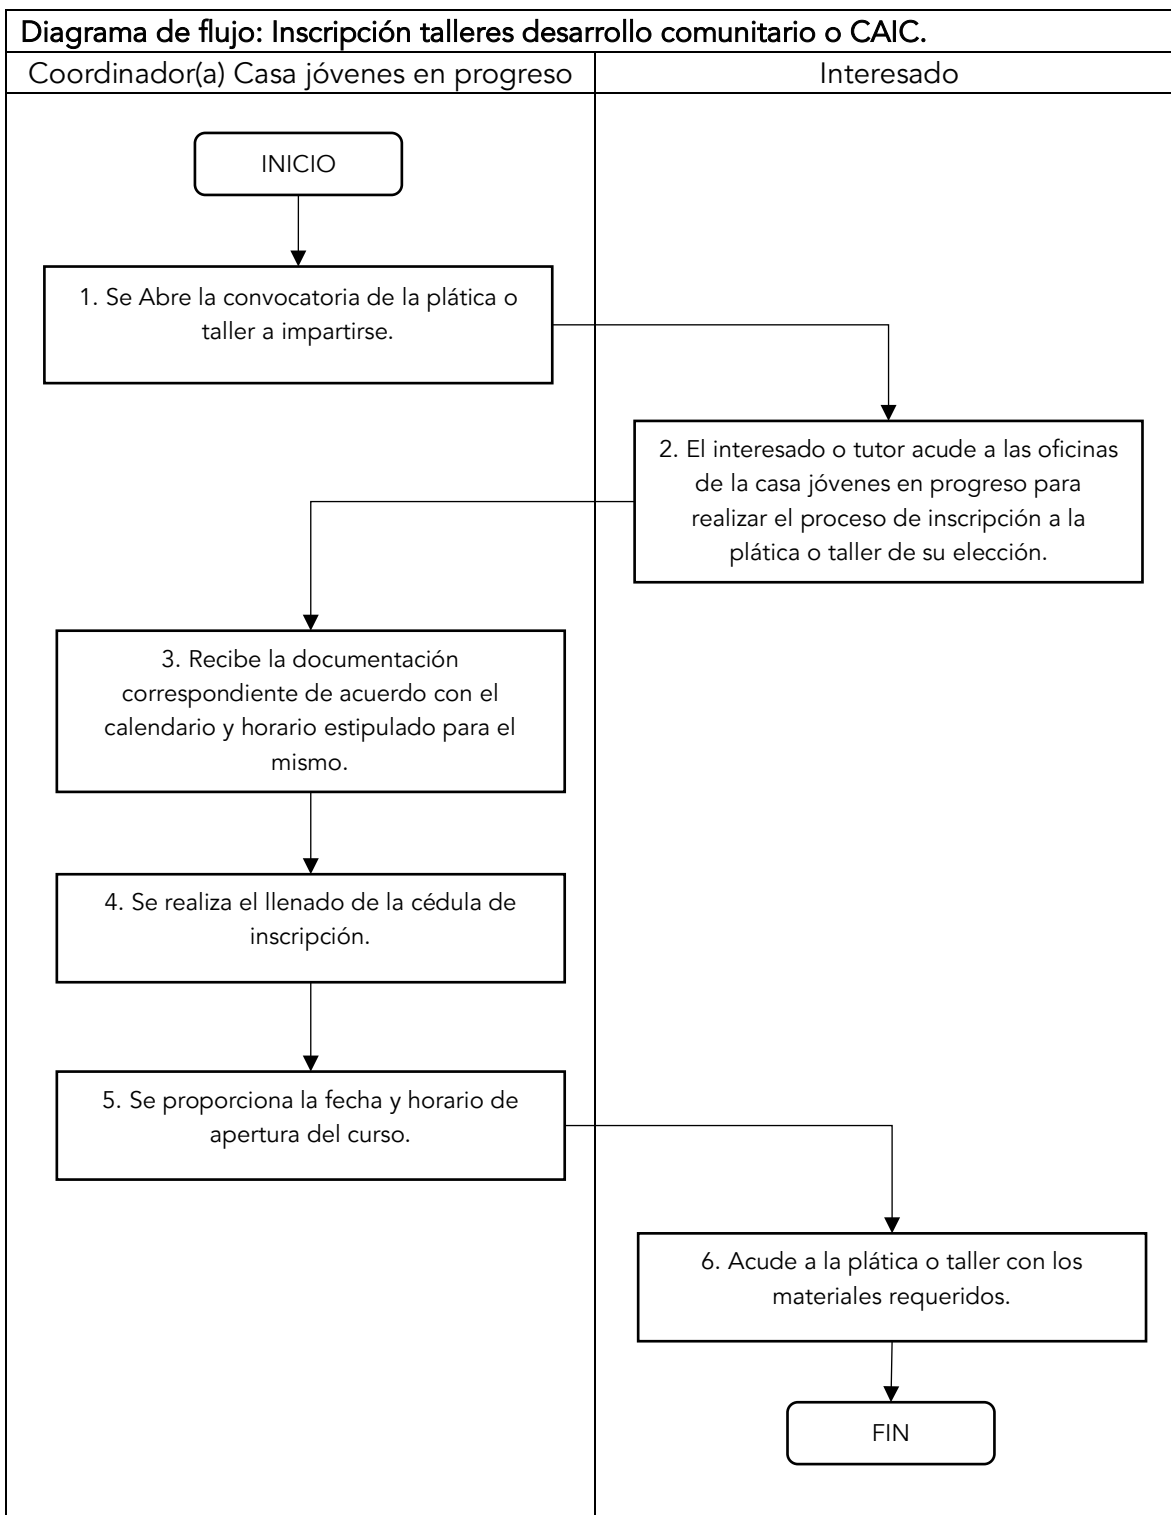 Diagrama de flujo: Inscripción talleres desarrollo comunitario o CAIC.
Coordinador(a) Casa jóvenes en progreso
Interesado
INICIO
1. Se Abre la convocatoria de la plática o
taller a impartirse.
2. El interesado o tutor acude a las oficinas
de la casa jóvenes en progreso para
realizar el proceso de inscripción a la
plática o taller de su elección.
3. Recibe la documentación
correspondiente de acuerdo con el
calendario y horario estipulado para el
mismo.
4. Se realiza el llenado de la cédula de
inscripción.
5. Se proporciona la fecha y horario de
apertura del curso.
6. Acude a la plática o taller con los
materiales requeridos.
FIN